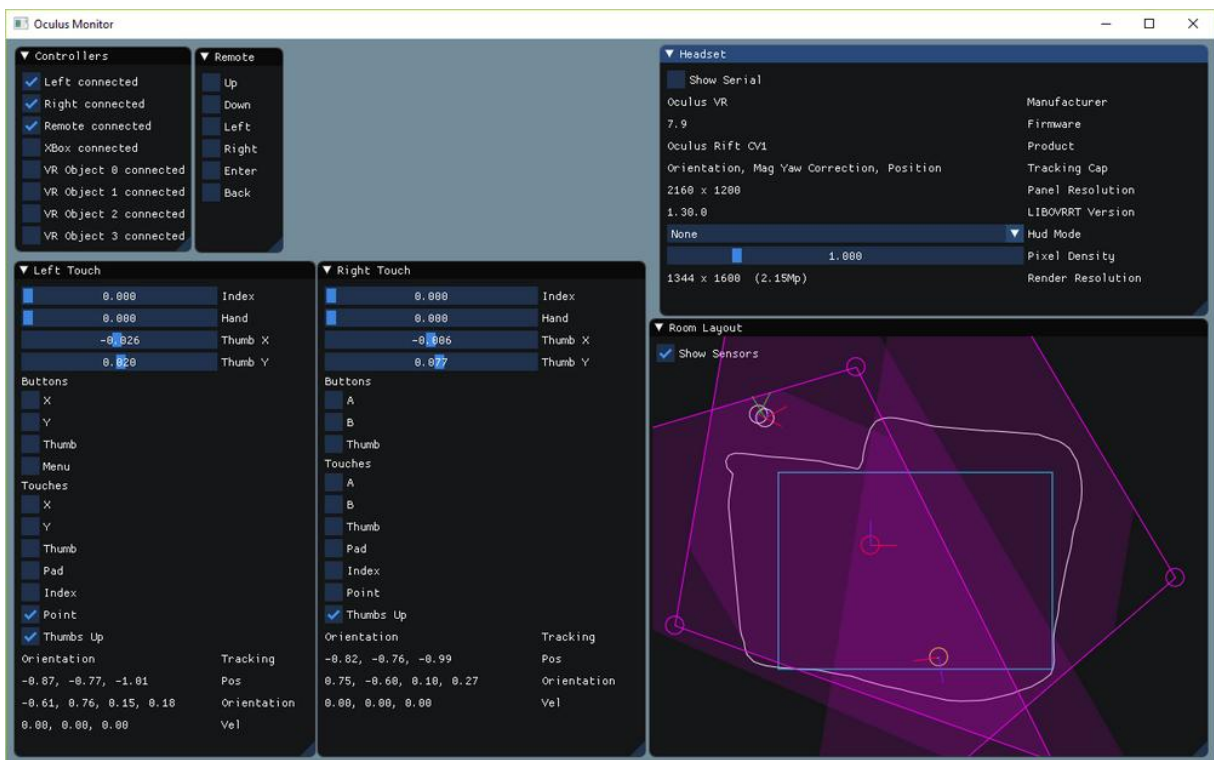 Oculus Monitor
Controllers
Left connected
Right connected
Remote connected
XBox connected
VR Object 0 connected
VR Object 1 connected
VR Object 2 connected
VR Object 3 connected
Remote
Up
Down
Left
Right
Enter
Back
Headset
Show Serial
Oculus VR Manufacturer
7.9 Firmware
Oculus Rift CV1 Product
Orientation, Mag Yaw Correction, Position Tracking Cap
2160 x 1200 Panel Resolution
1.30.0 LIBOVRRT Version
None Hud Mode
1.000 Pixel Density
1344 x 1600 (2.15Mp) Render Resolution
Left Touch
0.000 Index
0.000 Hand
-0.026 Thumb X
0.020 Thumb Y
Buttons
X
Y
Thumb
Menu
Touches
X
Y
Thumb
Pad
Index
Point
Thumbs Up
Orientation Tracking
-0.87, -0.77, -1.01 Pos
-0.61, 0.76, 0.15, 0.18 Orientation
0.00, 0.00, 0.00 Vel
Right Touch
0.000 Index
0.000 Hand
-0.006 Thumb X
0.077 Thumb Y
Buttons
A
B
Thumb
Touches
A
B
Thumb
Pad
Index
Point
Thumbs Up
Orientation Tracking
-0.82, -0.76, -0.99 Pos
0.75, -0.60, 0.10, 0.27 Orientation
0.00, 0.00, 0.00 Vel
Room Layout
Show Sensors